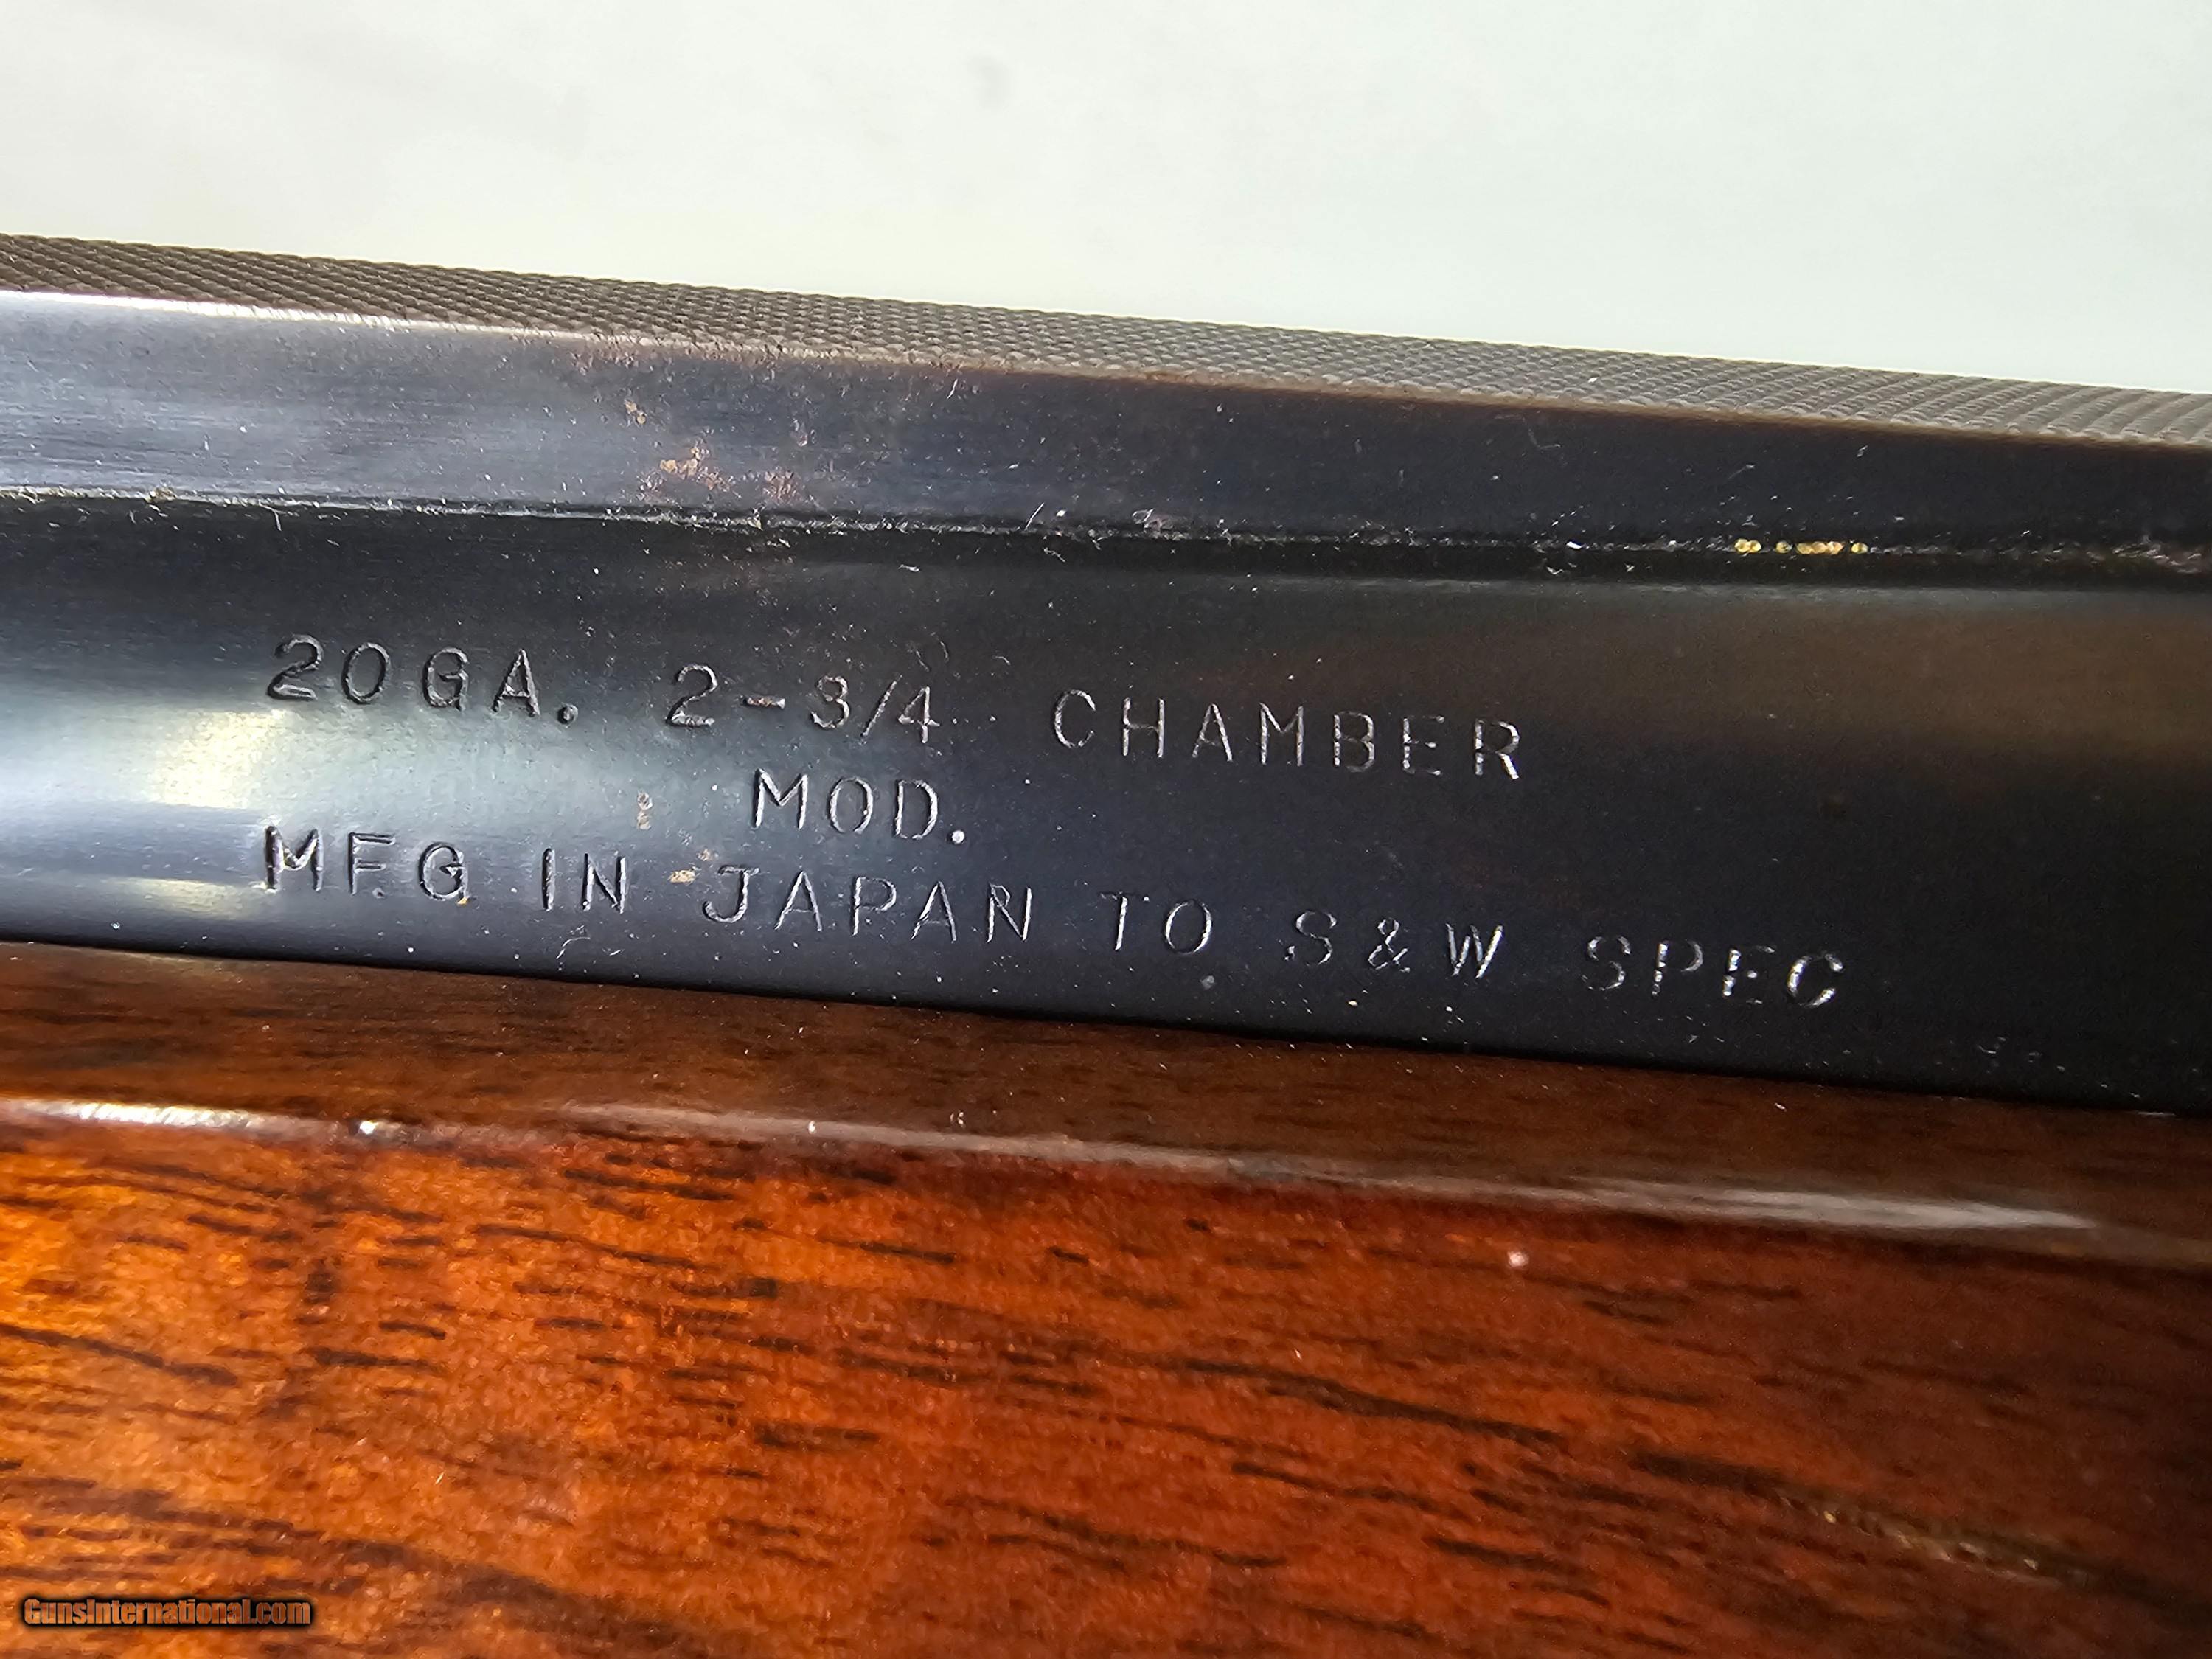 20GA. 2-3/4 CHAMBER
MOD.
MFG IN JAPAN TO S&W SPEC
GunsInternational.com